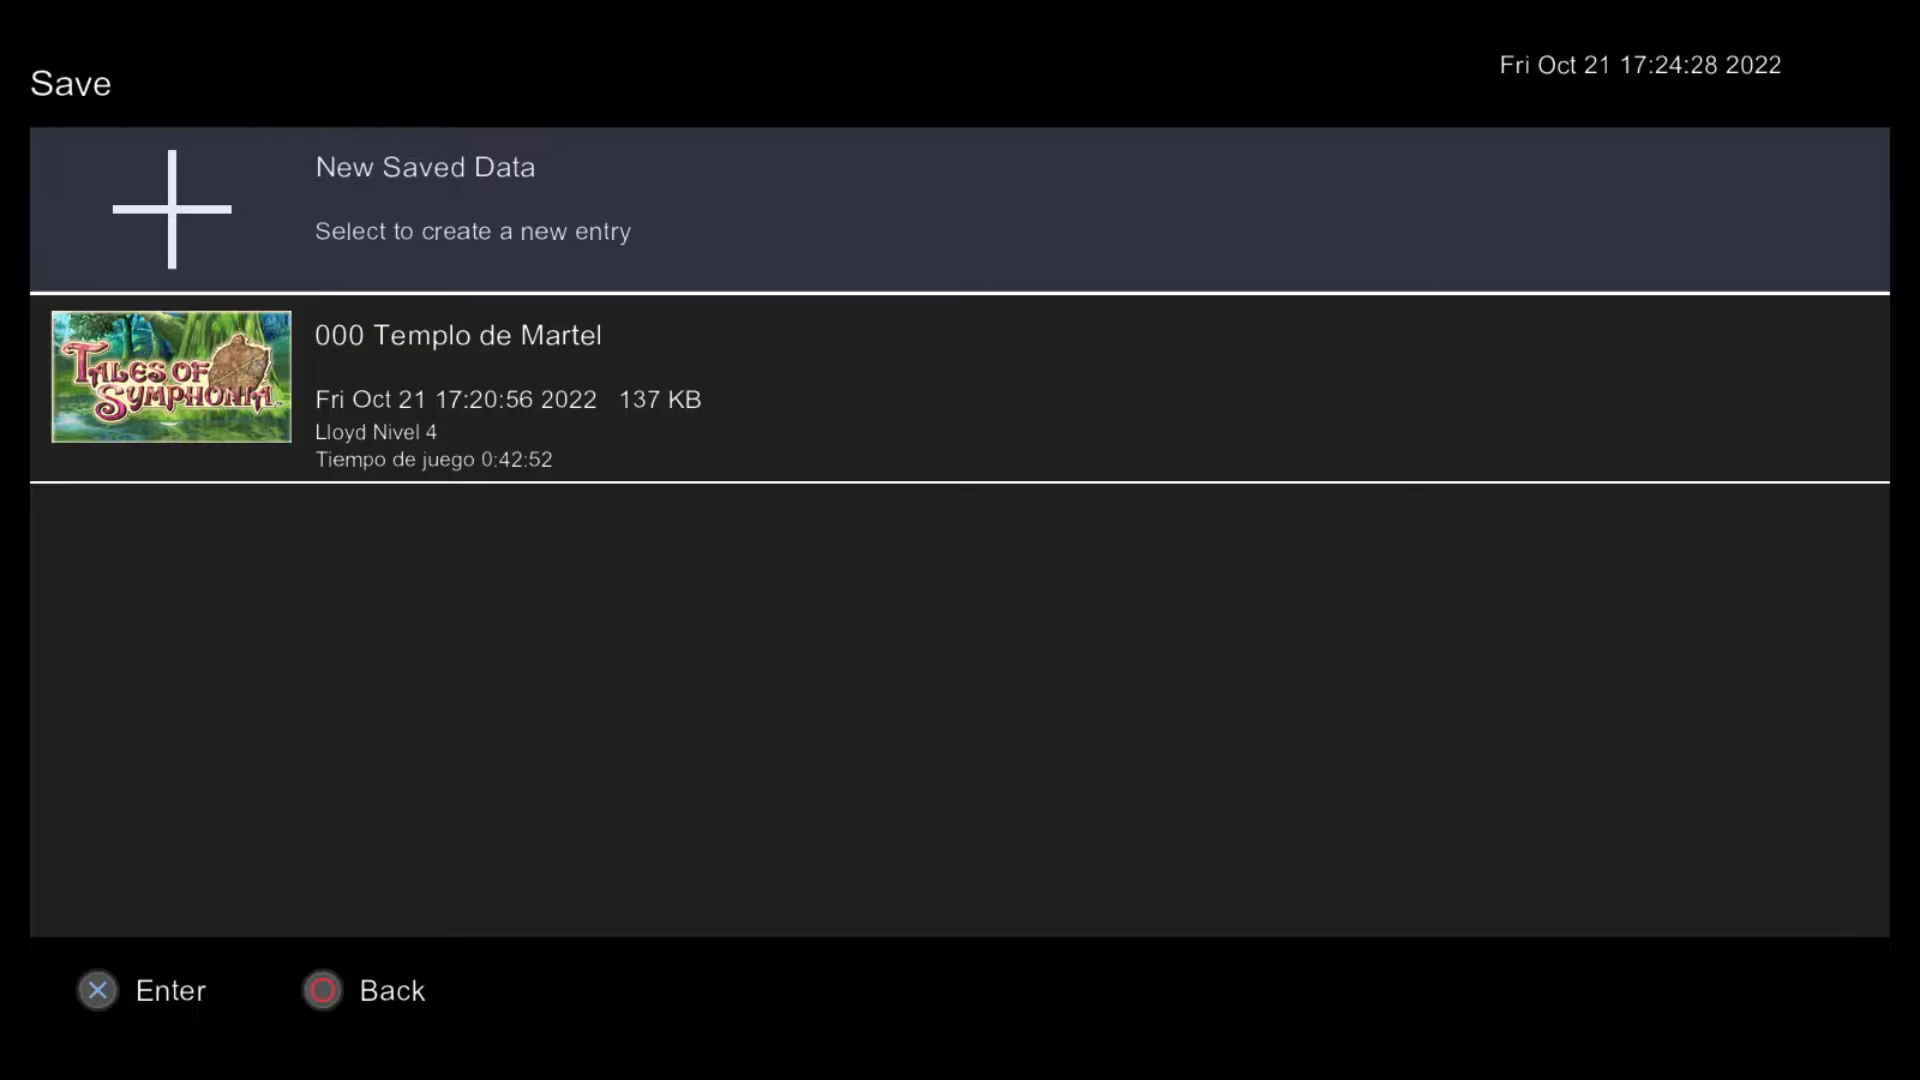 Save
Fri Oct 21 17:24:28 2022
New Saved Data
Select to create a new entry
TALES OF
SYMPHONIA
000 Templo de Martel
Fri Oct 21 17:20:56 2022 137 KB
Lloyd Nivel 4
Tiempo de juego 0:42:52
Enter
Back